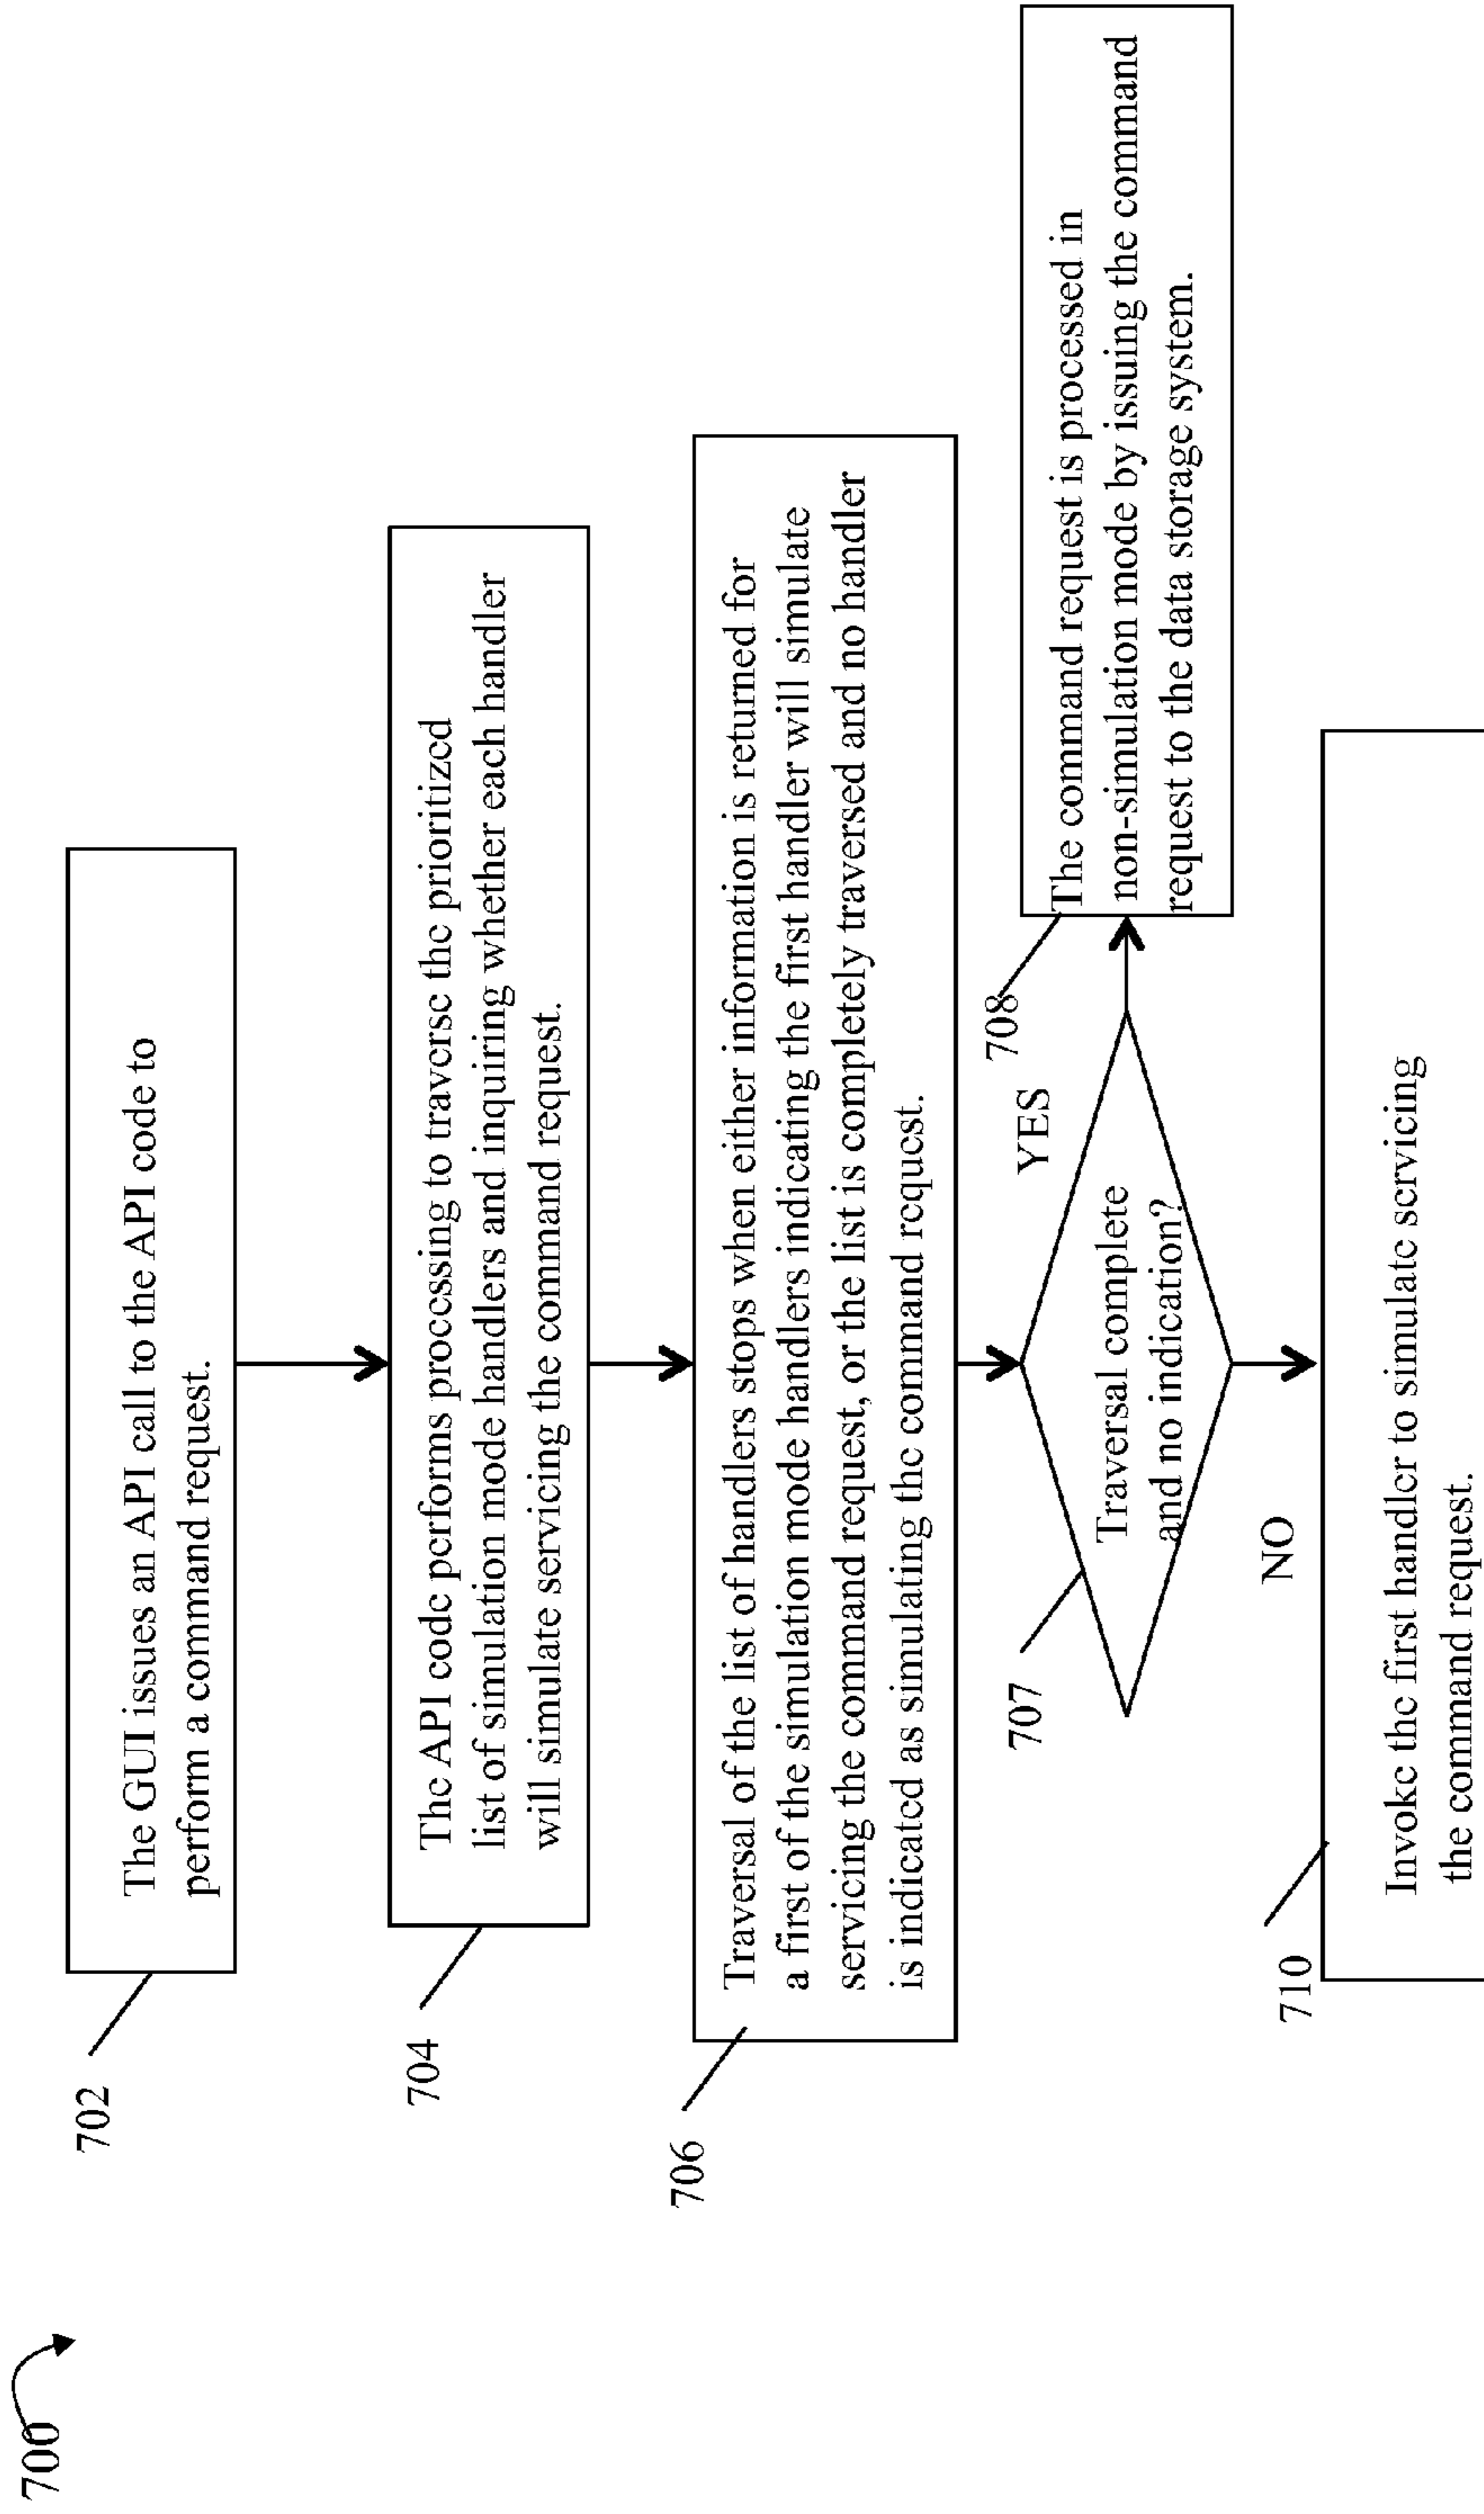 700
702
The GUI issues an API call to the API code to
perform a command request.
704
The API code performs processing to traverse the prioritized
list of simulation mode handlers and inquiring whether each handler
will simulate servicing the command request.
706
Traversal of the list of handlers stops when either information is returned for
a first of the simulation mode handlers indicating the first handler will simulate
servicing the command request, or the list is completely traversed and no handler
is indicated as simulating the command request.
707
Traversal complete
and no indication?
YES
708
The command request is processed in
non-simulation mode by issuing the command
request to the data storage system.
NO
710
Invoke the first handler to simulate servicing
the command request.